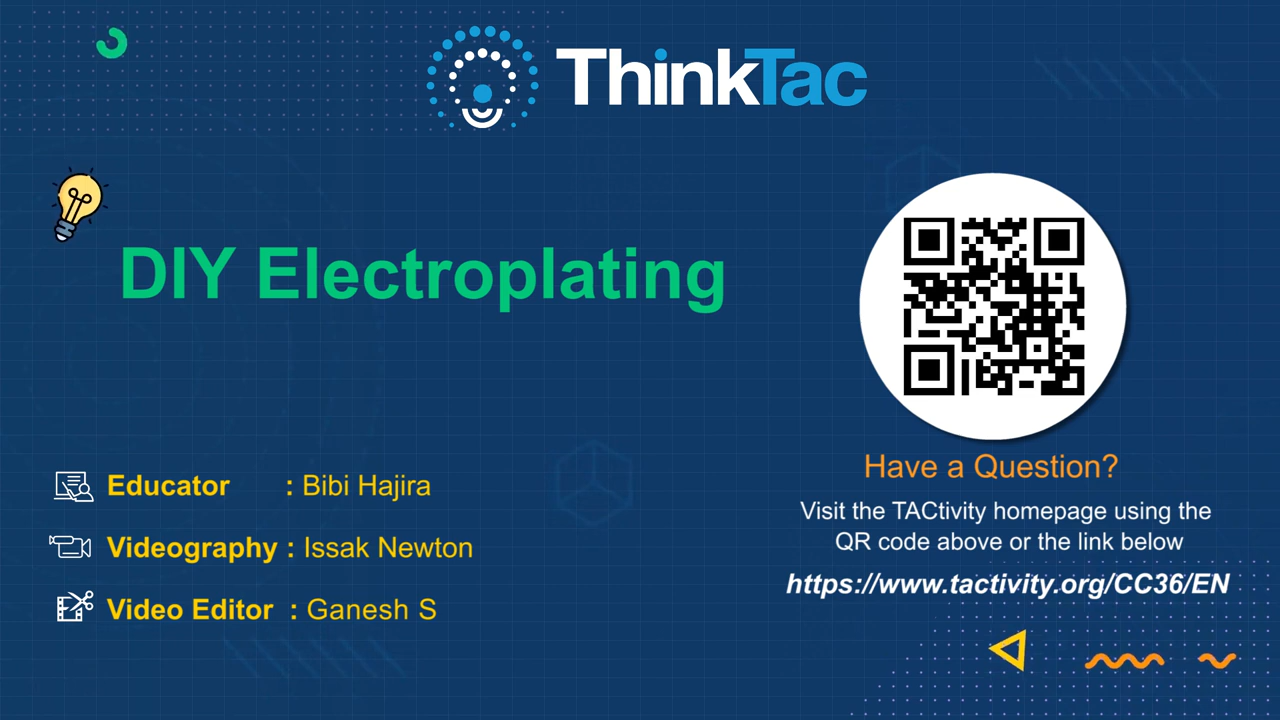 ThinkTac
DIY Electroplating
Educator : Bibi Hajira
Videography : Issak Newton
Video Editor : Ganesh S
Have a Question?
Visit the TACtivity homepage using the
QR code above or the link below
https://www.tactivity.org/CC36/EN